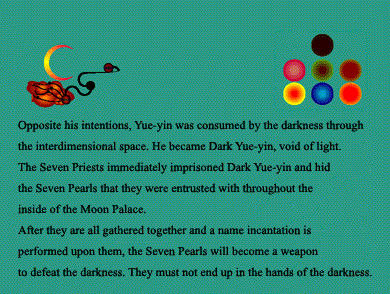 Opposite his intentions, Yue-yin was consumed by the darkness through
the interdimensional space. He became Dark Yue-yin, void of light.
The Seven Priests immediately imprisoned Dark Yue-yin and hid
the Seven Pearls that they were entrusted with throughout the
inside of the Moon Palace.
After they are all gathered together and a name incantation is
performed upon them, the Seven Pearls will become a weapon
to defeat the darkness. They must not end up in the hands of the darkness.